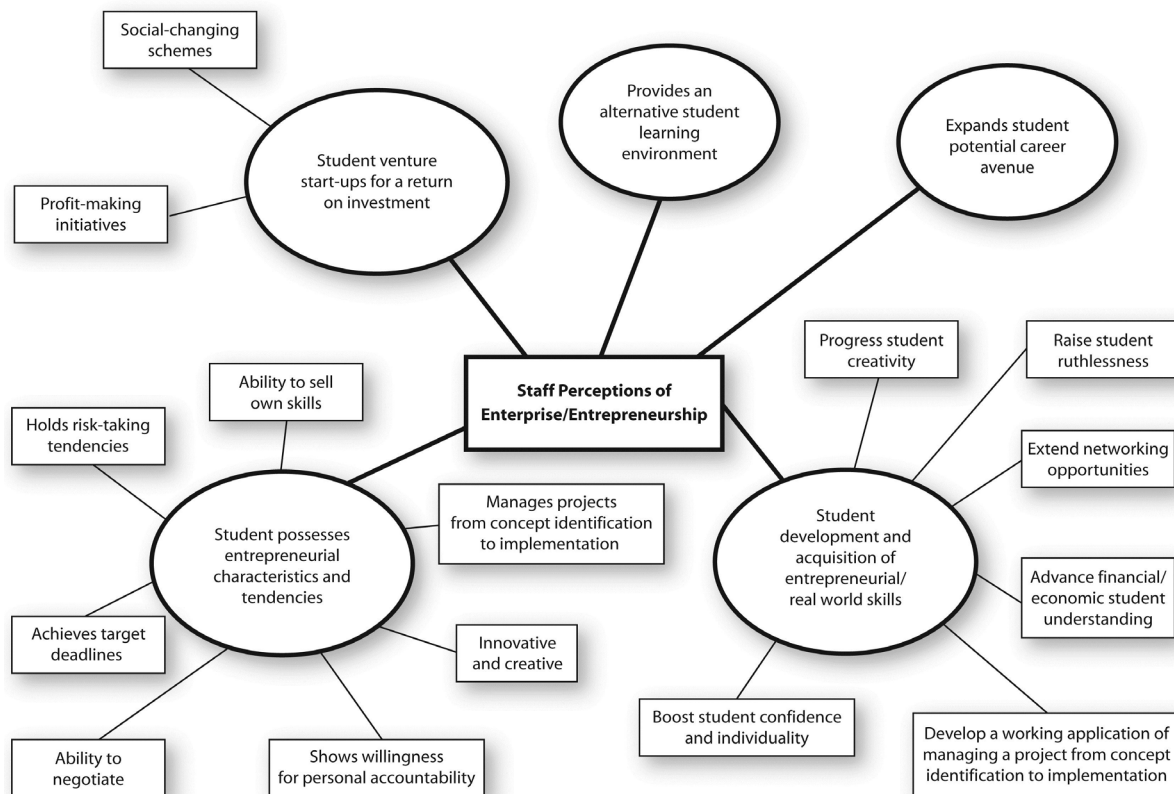 Social-changing
schemes
Profit-making
initiatives
Student venture
start-ups for a return
on investment
Provides an
alternative student
learning
environment
Expands student
potential career
avenue
Staff Perceptions of
Enterprise/Entrepreneurship
Ability to sell
own skills
Holds risk-taking
tendencies
Manages projects
from concept identification
to implementation
Student possesses
entrepreneurial
characteristics and
tendencies
Achieves target
deadlines
Innovative
and creative
Ability to
negotiate
Shows willingness
for personal accountability
Progress student
creativity
Raise student
ruthlessness
Extend networking
opportunities
Student
development and
acquisition of
entrepreneurial/
real world skills
Advance financial/
economic student
understanding
Boost student confidence
and individuality
Develop a working application of
managing a project from concept
identification to implementation